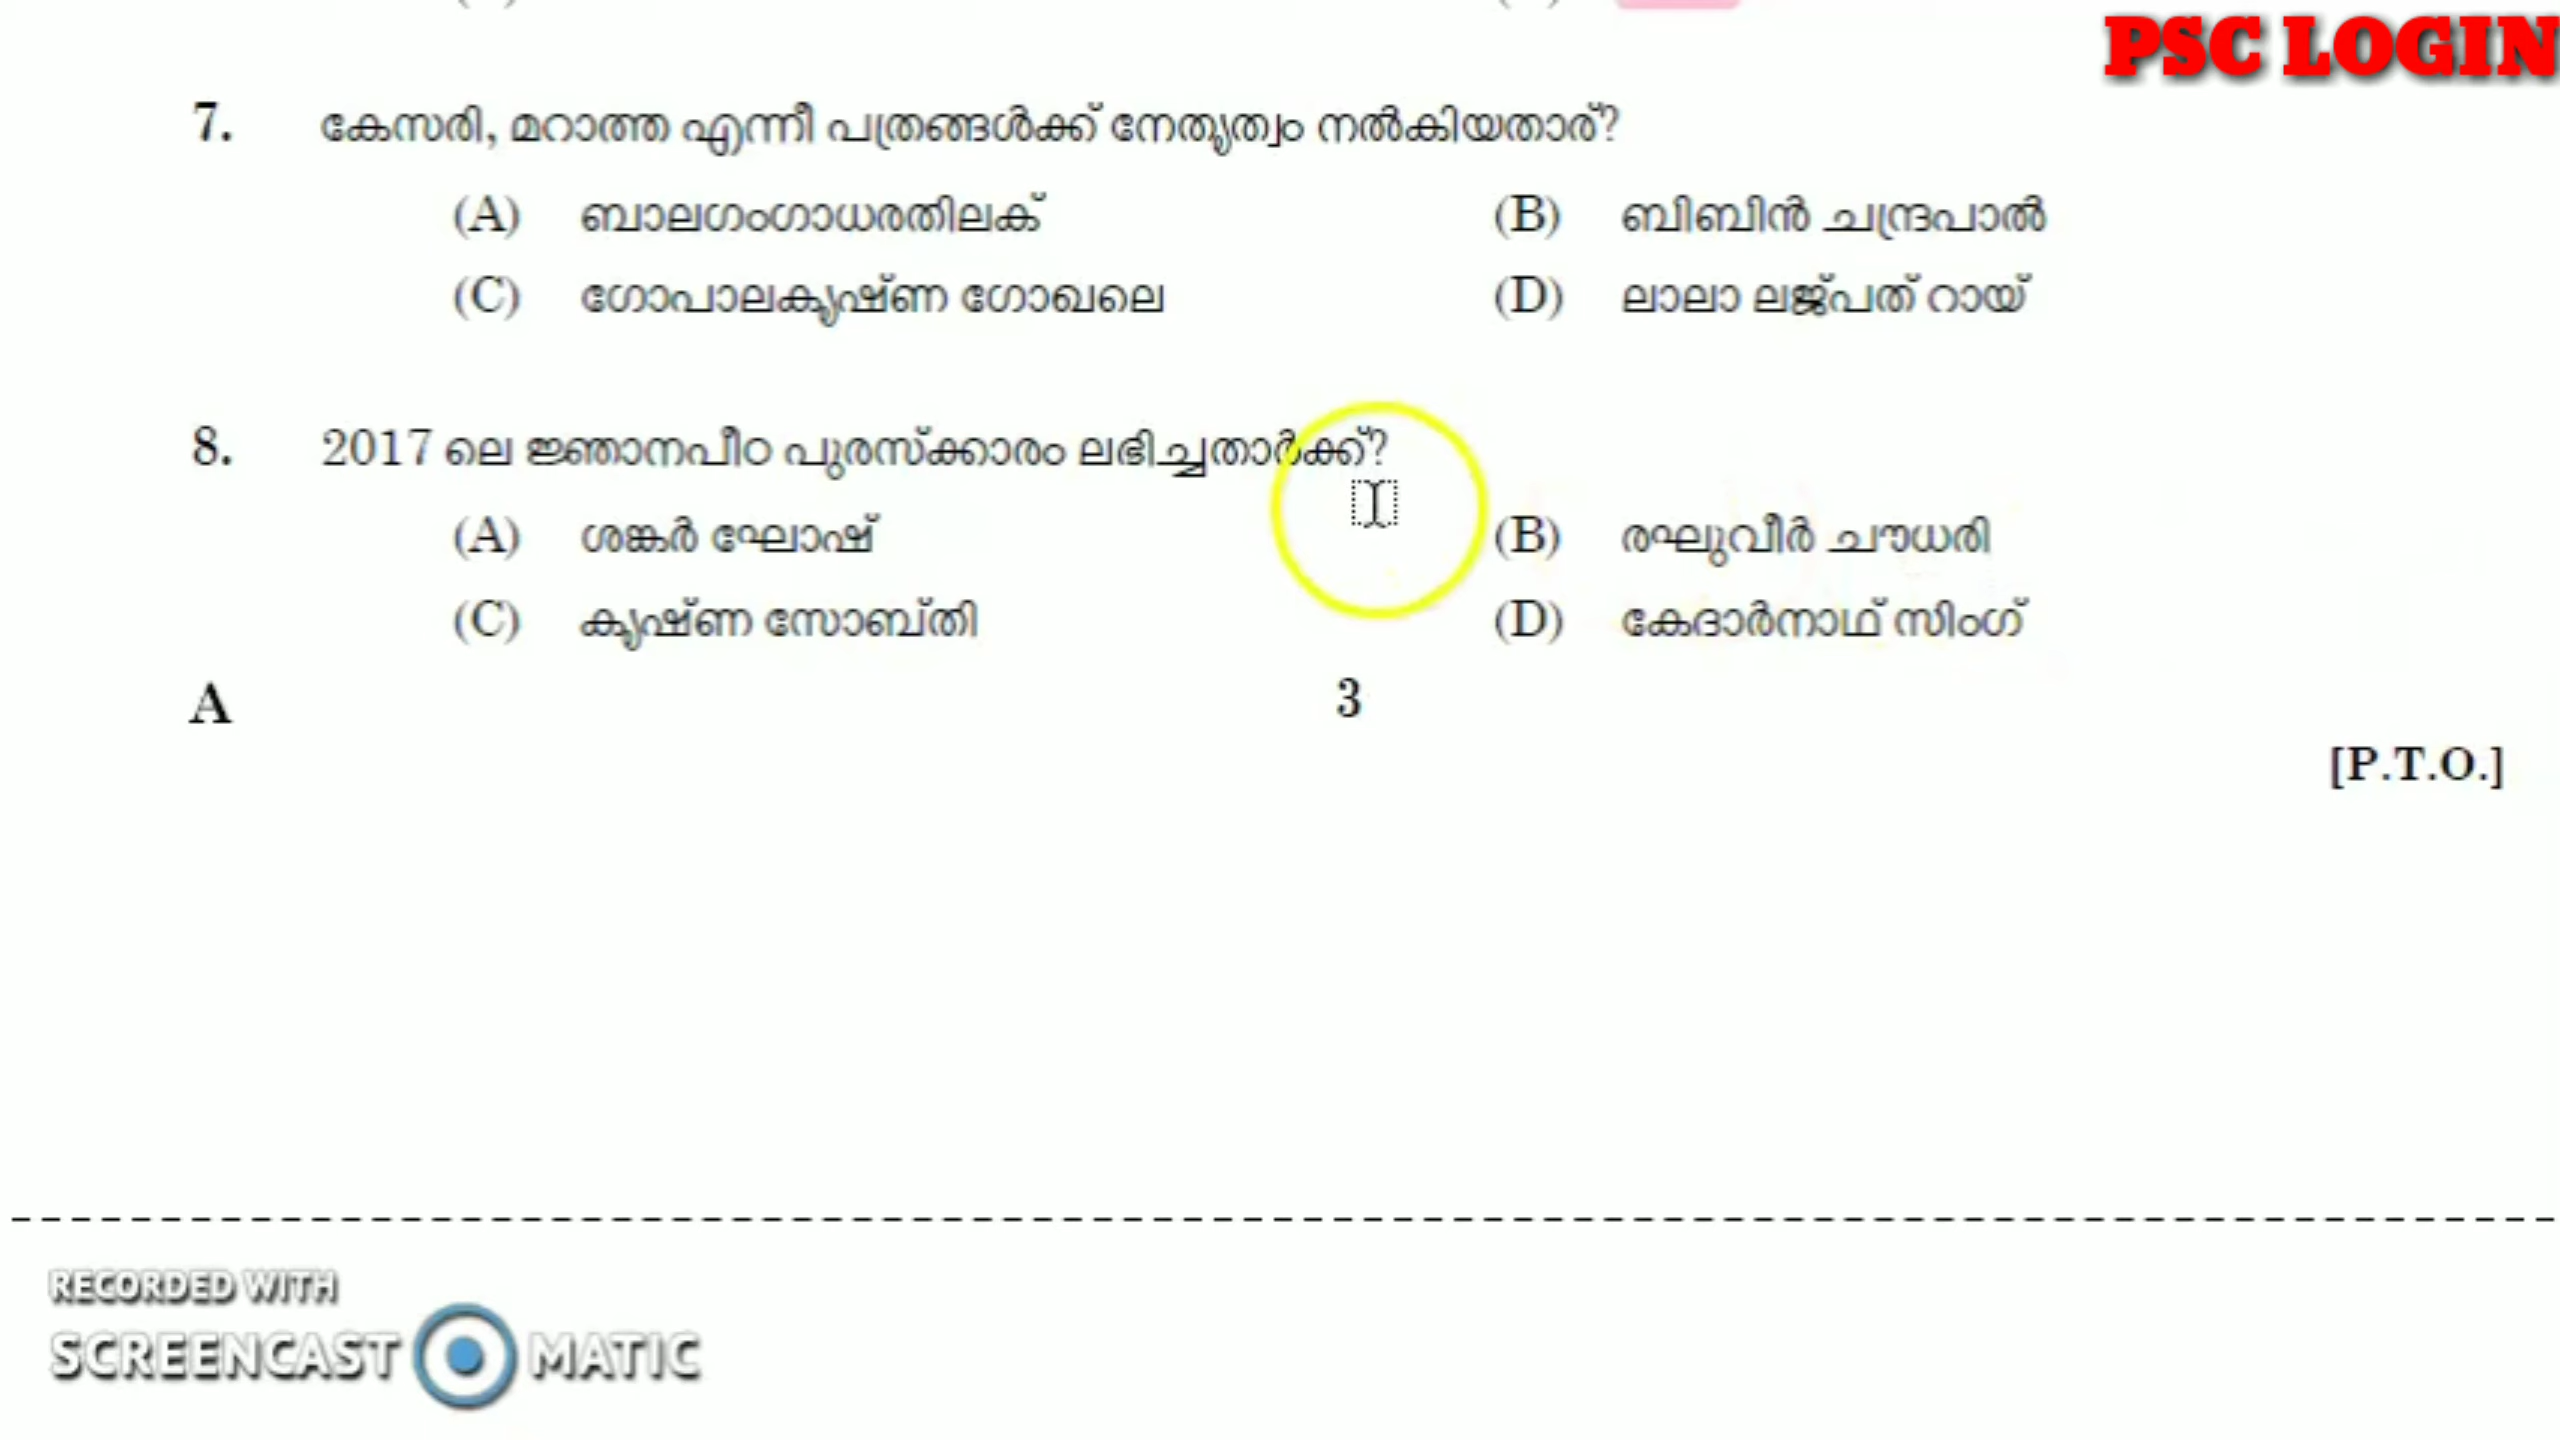 PSC LOGIN
7. കേസരി, മറാത്ത എന്നീ പത്രങ്ങൾക്ക് നേതൃത്വം നൽകിയതാര്?
(A) ബാലഗംഗാധരതിലക് (B) ബിബിൻ ചന്ദ്രപാൽ
(C) ഗോപാലകൃഷ്ണ ഗോഖലെ (D) ലാലാ ലജ്പത് റായ്
8. 2017 ലെ ജ്ഞാനപീഠ പുരസ്ക്കാരം ലഭിച്ചതാർക്ക്?
(A) ശങ്കർ ഘോഷ് (B) രഘുവീർ ചൗധരി
(C) കൃഷ്ണ സോബ്തി (D) കേദാർനാഥ് സിംഗ്
A 3
[P.T.O.]
RECORDED WITH
SCREENCAST MATIC